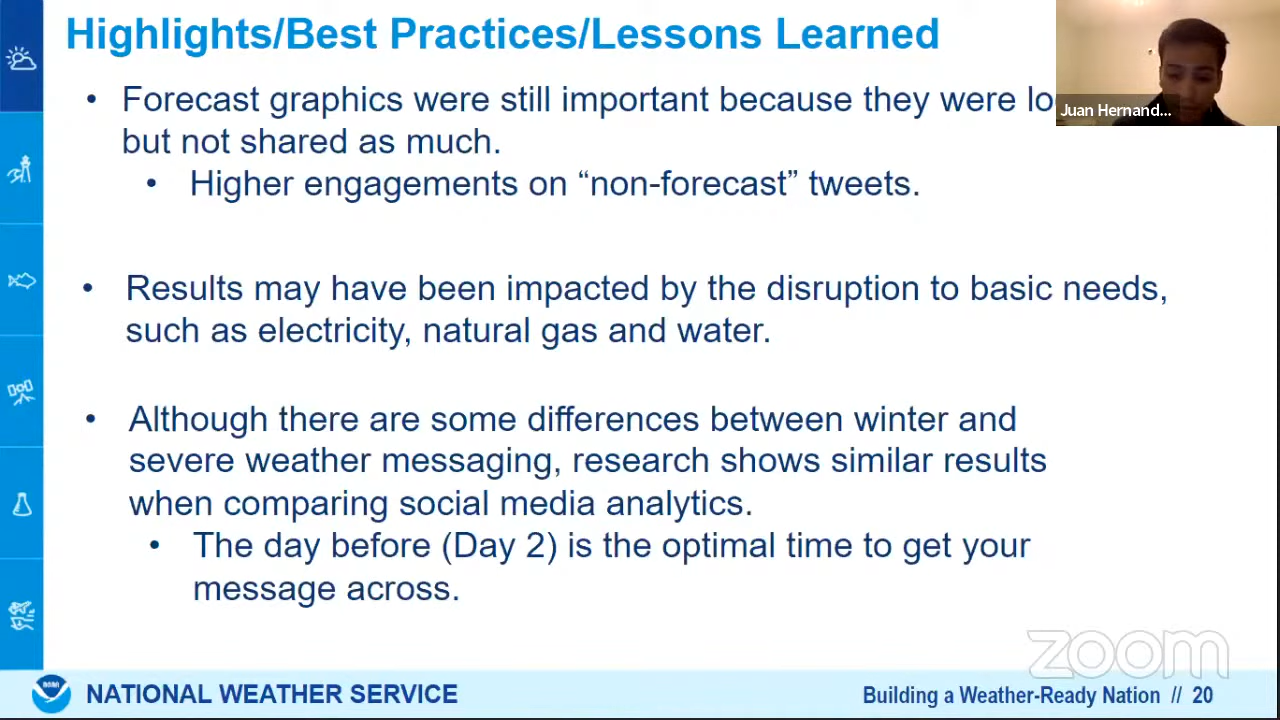 Highlights/Best Practices/Lessons Learned
• Forecast graphics were still important because they were
but not shared as much.
• Higher engagements on “non-forecast” tweets.
• Results may have been impacted by the disruption to basic needs,
such as electricity, natural gas and water.
• Although there are some differences between winter and
severe weather messaging, research shows similar results
when comparing social media analytics.
• The day before (Day 2) is the optimal time to get your
message across.
Juan Hernand...
zoom
NOAA
NATIONAL WEATHER SERVICE
Building a Weather-Ready Nation // 20